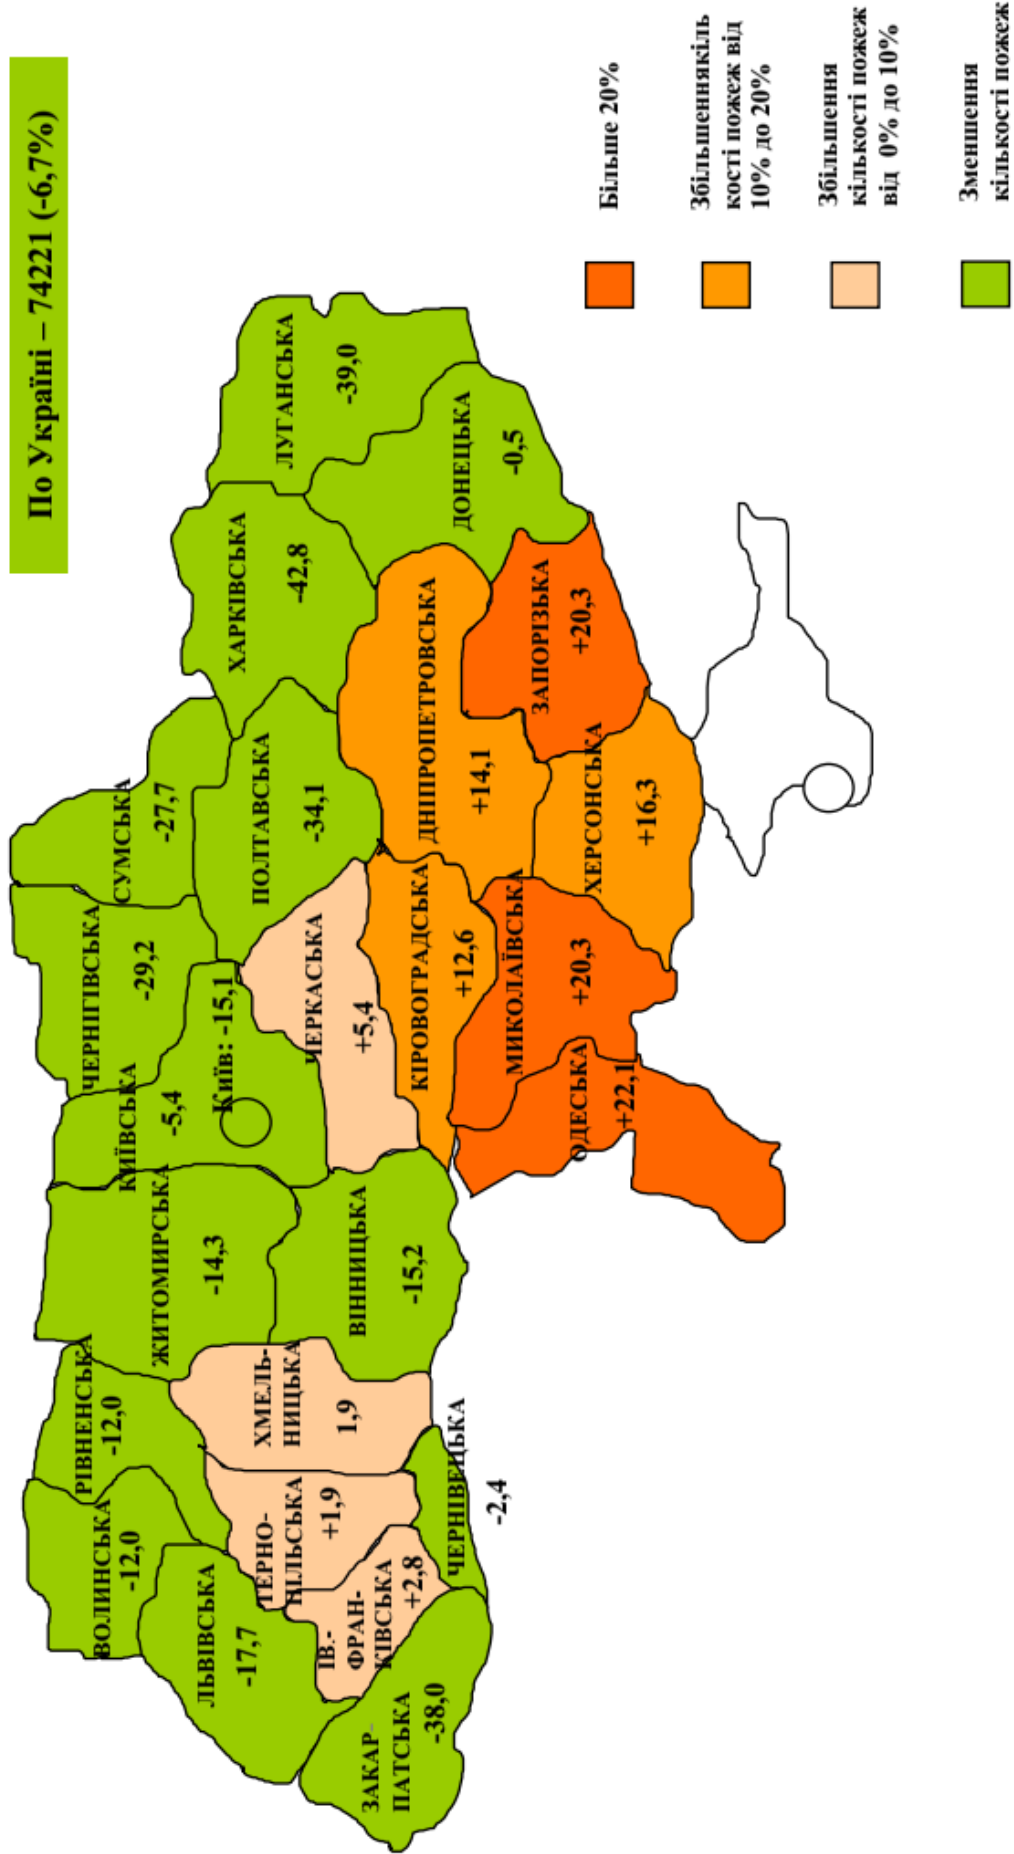 По Україні – 74221 (-6,7%)
ВОЛИНСЬКА
-12,0
РІВНЕНСЬКА
-12,0
ЖИТОМИРСЬКА
-14,3
КИЇВСЬКА
-5,4
Київ: -15,1
ЧЕРНІГІВСЬКА
-29,2
СУМСЬКА
-27,7
ЛЬВІВСЬКА
-17,7
ТЕРНО-
ПІЛЬСЬКА
+1,9
ХМЕЛЬ-
НИЦЬКА
1,9
ВІННИЦЬКА
-15,2
ЧЕРКАСЬКА
+5,4
ПОЛТАВСЬКА
-34,1
ХАРКІВСЬКА
-42,8
ЛУГАНСЬКА
-39,0
ЗАКАР-
ПАТСЬКА
-38,0
ІВ.-
ФРАН-
КІВСЬКА
+2,8
ЧЕРНІВЕЦЬКА
-2,4
КІРОВОГРАДСЬКА
+12,6
ДНІПРОПЕТРОВСЬКА
+14,1
ДОНЕЦЬКА
-0,5
ОДЕСЬКА
+22,1
МИКОЛАЇВСЬКА
+20,3
ХЕРСОНСЬКА
+16,3
ЗАПОРІЗЬКА
+20,3
Більше 20%
Збільшеннякіль
кості пожеж від
10% до 20%
Збільшення
кількості пожеж
від 0% до 10%
Зменшення
кількості пожеж